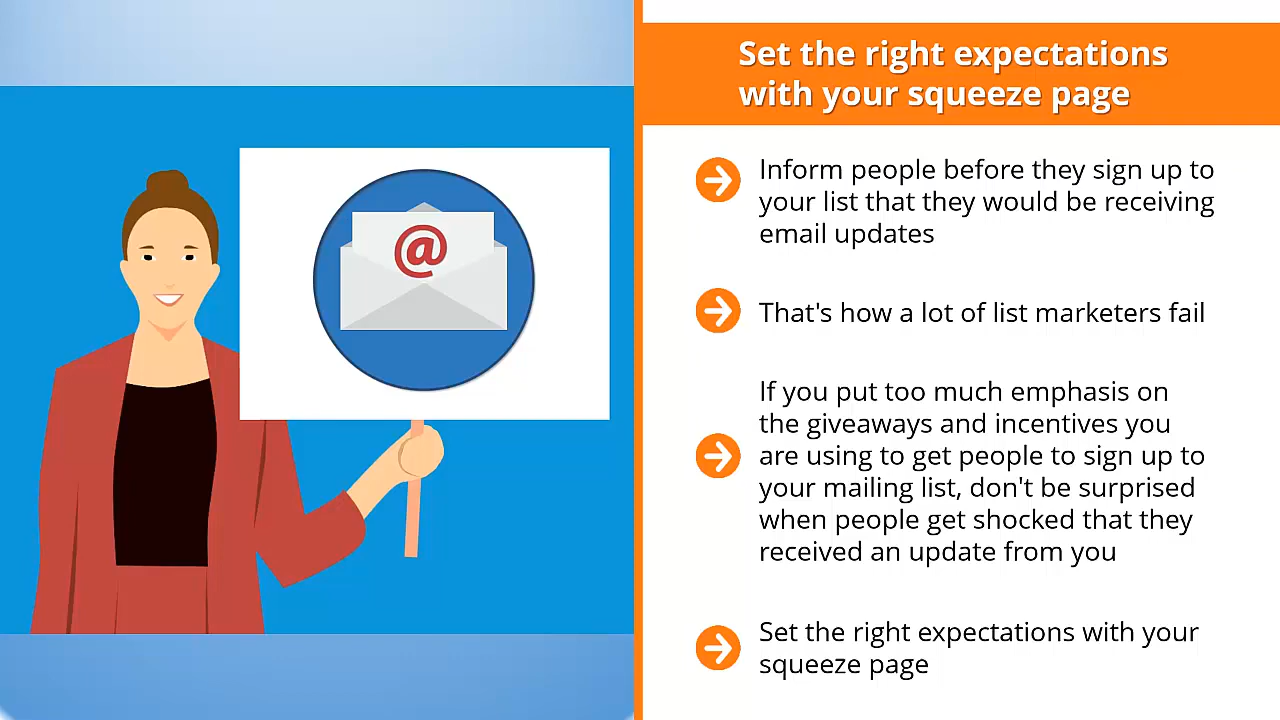 Set the right expectations
with your squeeze page
@
Inform people before they sign up to
your list that they would be receiving
email updates
That's how a lot of list marketers fail
If you put too much emphasis on
the giveaways and incentives you
are using to get people to sign up to
your mailing list, don't be surprised
when people get shocked that they
received an update from you
Set the right expectations with your
squeeze page